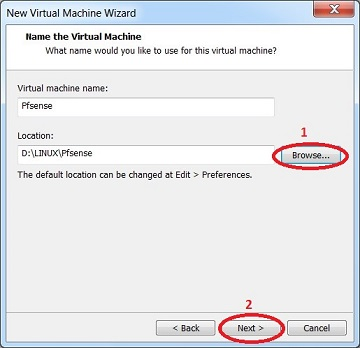 New Virtual Machine Wizard
Name the Virtual Machine
What name would you like to use for this virtual machine?
Virtual machine name:
Pfsense
1
Location:
D:\LINUX\Pfsense
Browse...
The default location can be changed at Edit > Preferences.
2
< Back
Next >
Cancel